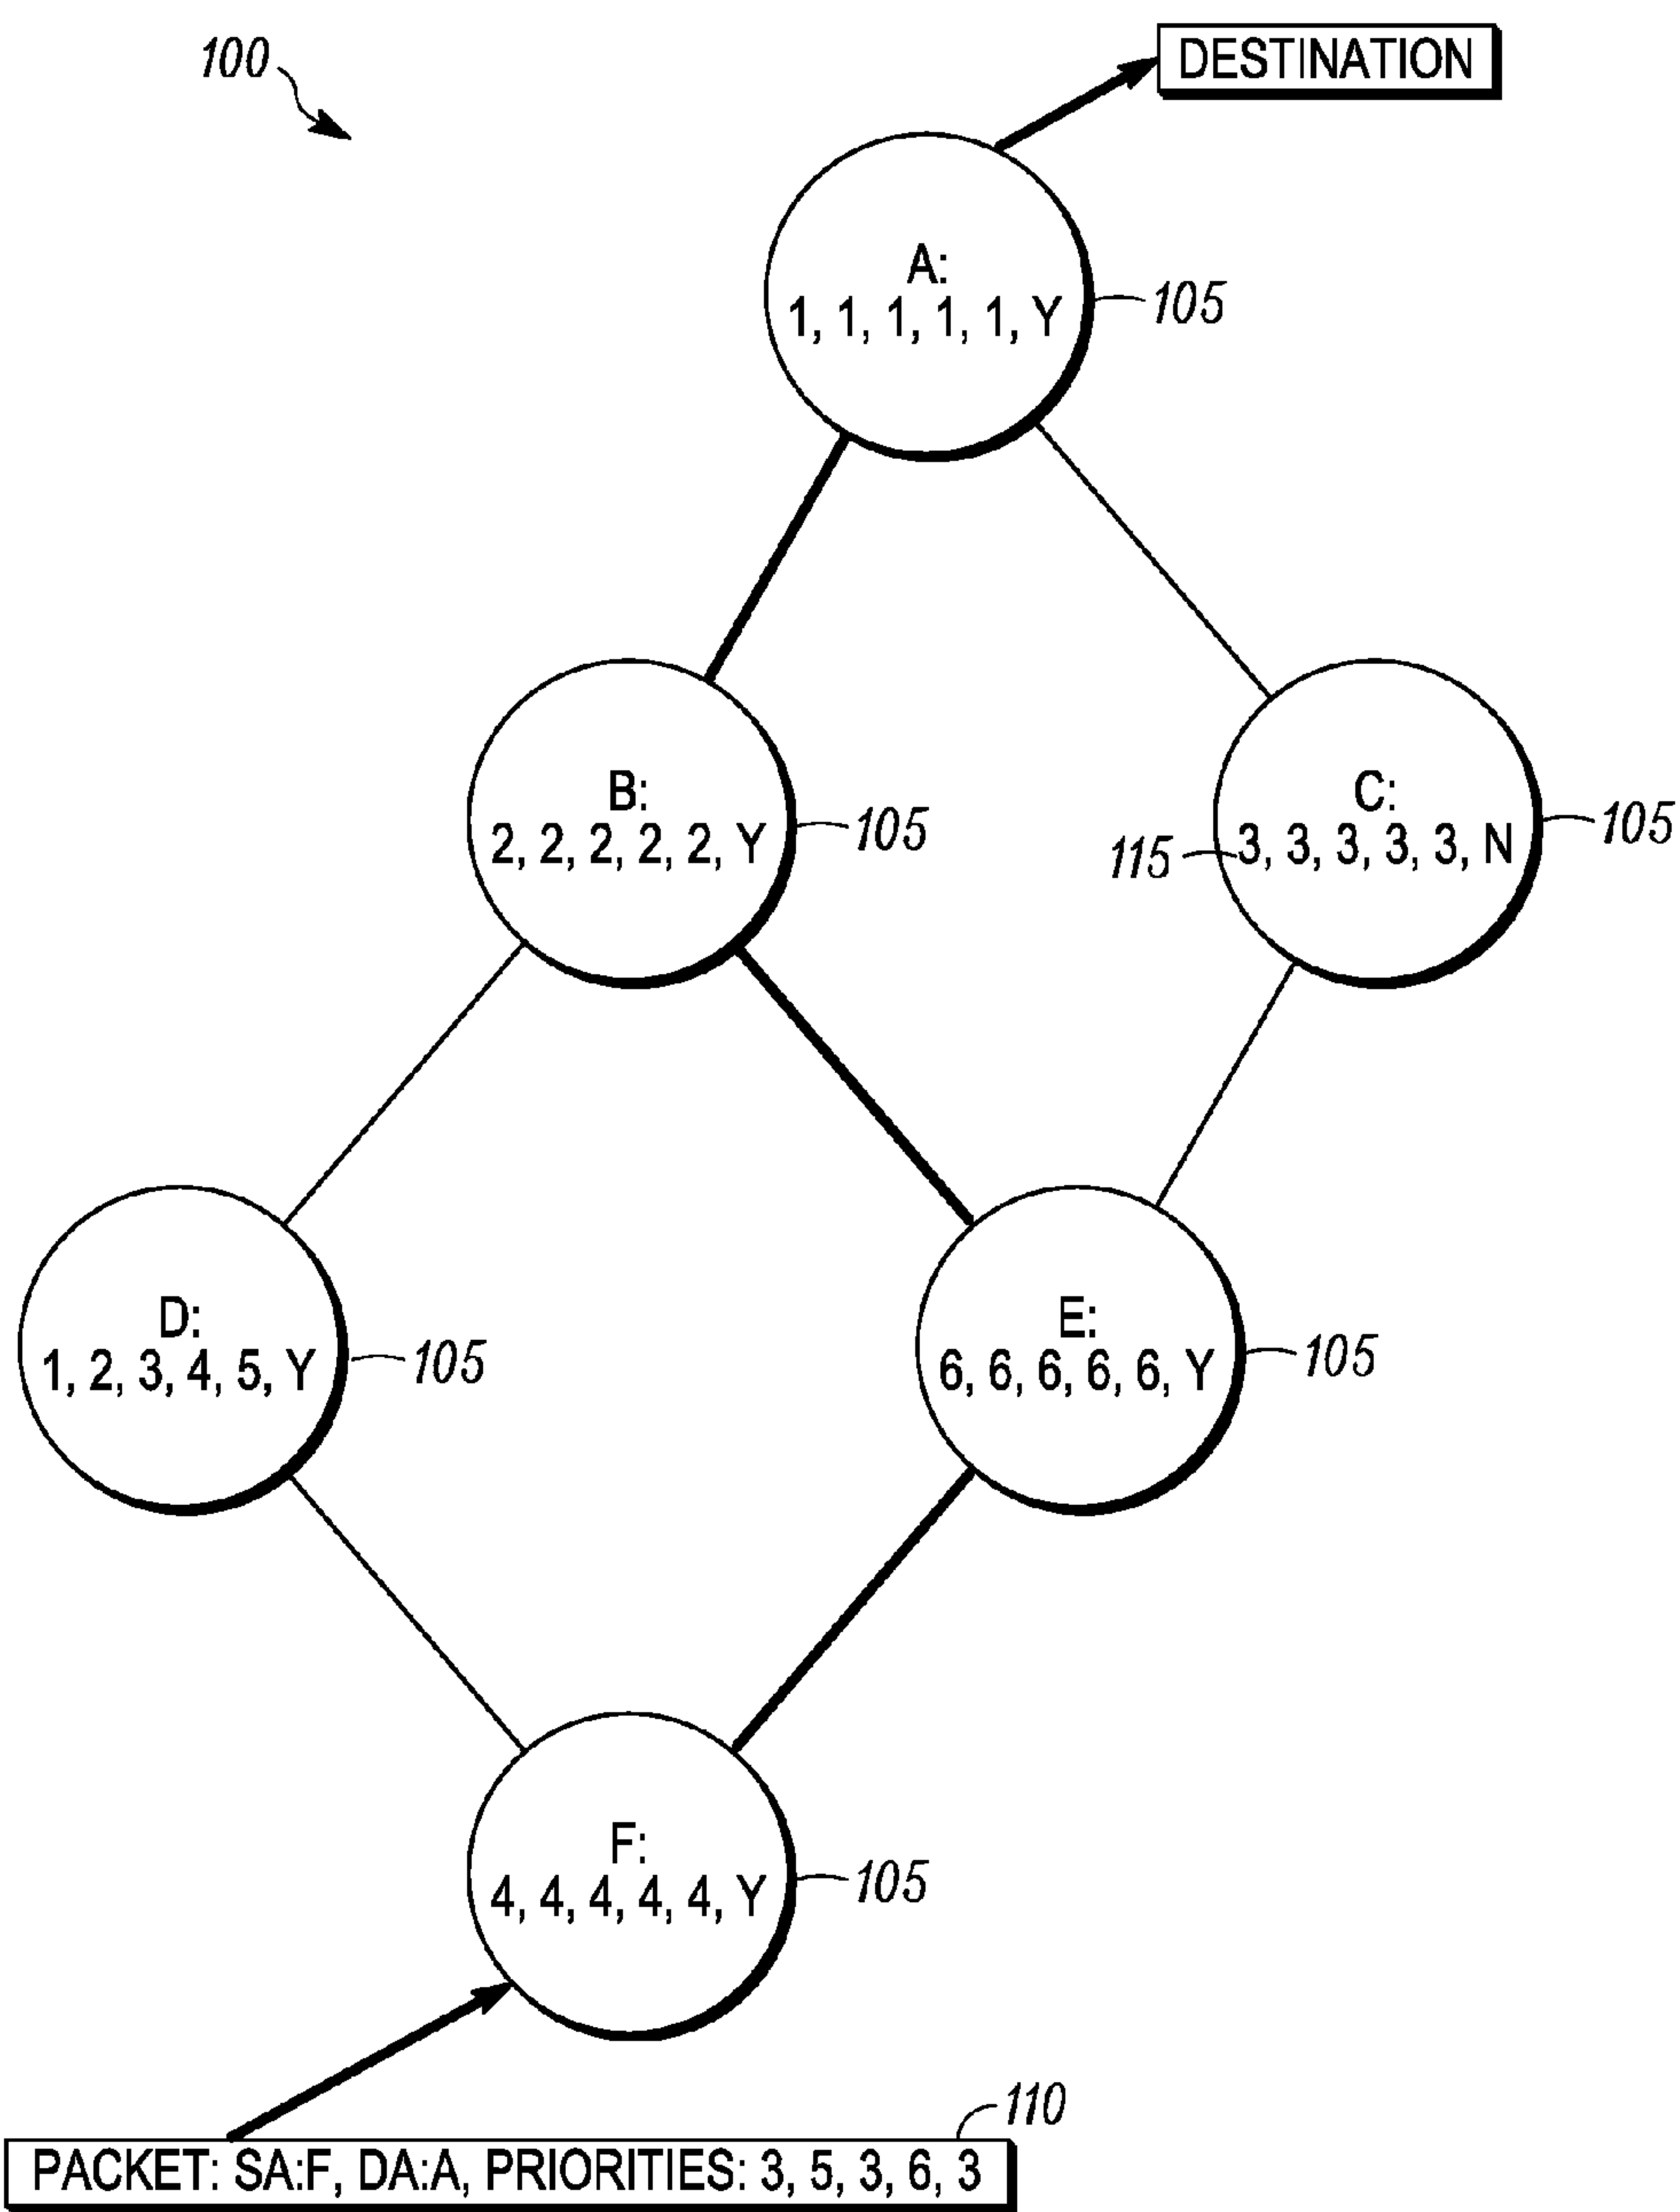 100
DESTINATION
A:
1, 1, 1, 1, 1, Y
105
B:
2, 2, 2, 2, 2, Y
105
C:
3, 3, 3, 3, 3, N
115
105
D:
1, 2, 3, 4, 5, Y
105
E:
6, 6, 6, 6, 6, Y
105
F:
4, 4, 4, 4, 4, Y
105
110
PACKET: SA:F, DA:A, PRIORITIES: 3, 5, 3, 6, 3